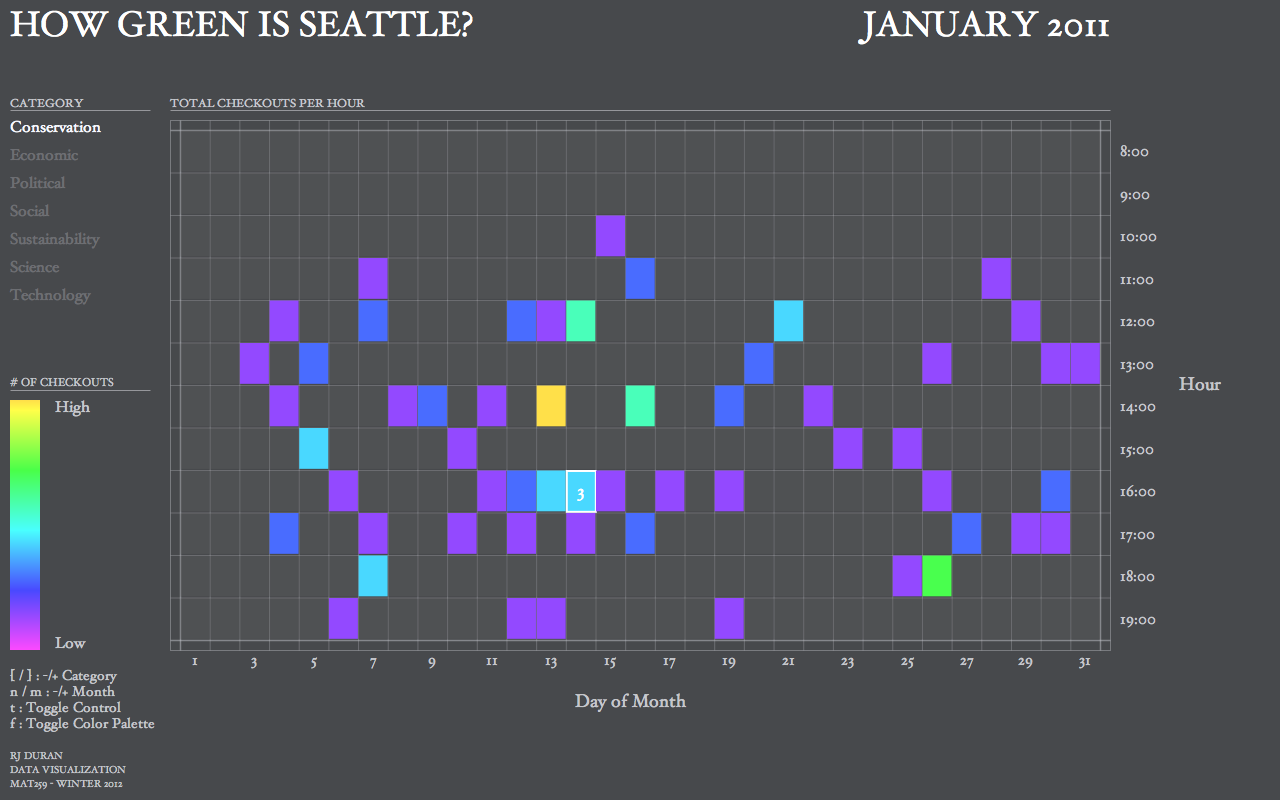 HOW GREEN IS SEATTLE?
JANUARY 2011
CATEGORY
Conservation
Economic
Political
Social
Sustainability
Science
Technology
TOTAL CHECKOUTS PER HOUR
8:00
9:00
10:00
11:00
12:00
13:00
14:00
15:00
16:00
17:00
18:00
19:00
Hour
3
1 3 5 7 9 11 13 15 17 19 21 23 25 27 29 31
Day of Month
# OF CHECKOUTS
High
Low
[ / ] : -/+ Category
n / m : -/+ Month
t : Toggle Control
f : Toggle Color Palette
RJ DURAN
DATA VISUALIZATION
MAT259 - WINTER 2012